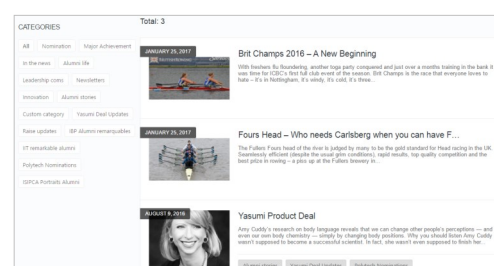 CATEGORIES
All Nomination Major Achievement
In the news Alumni life
Leadership corns Newsletters
Innovation Alumni stories
Custom category Yasumi Deal Updates
Raise updates IBF Alumni remarquables
ET remarkable alumni
Polytech Nominations
ISIPCA Portraits Alumni
Total: 3
JANUARY 25, 2017
Brit Champs 2016 – A New Beginning
With freshers flu floundering, another toga party conquered and just over a months training in the bank it
was time for ICBC's first full club event of the season. Brit Champs is the race that everyone loves to
hate – it's in Nottingham, it's windy. It's cold, It's three...
JANUARY 25, 2017
Fours Head – Who needs Carlsberg when you can have F...
The Fullers Fours head of the river is judged by many to be the gold standard for Head racing in the UK.
Seamlessly efficient (despite the usual grim conditions), rapid results, top quality competition and the
best prize in rowing – a piss up at the Fullers brewery in...
AUGUST 9, 2016
Yasumi Product Deal
Amy Cuddy's research on body language reveals that we can change other people's perceptions — and
even our own body chemistry — simply by changing body positions. Why you should listen Amy Cuddy
wasn't supposed to become a successful scientist. In fact, she wasn't even supposed to finish her...
Alumni stories Yasumi Deal Updates Polytech Nominations